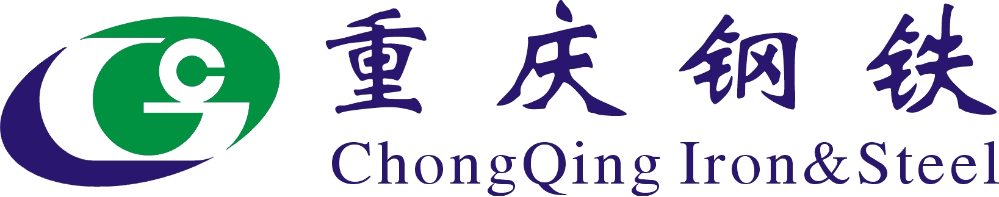 重庆钢铁
ChongQing Iron&Steel